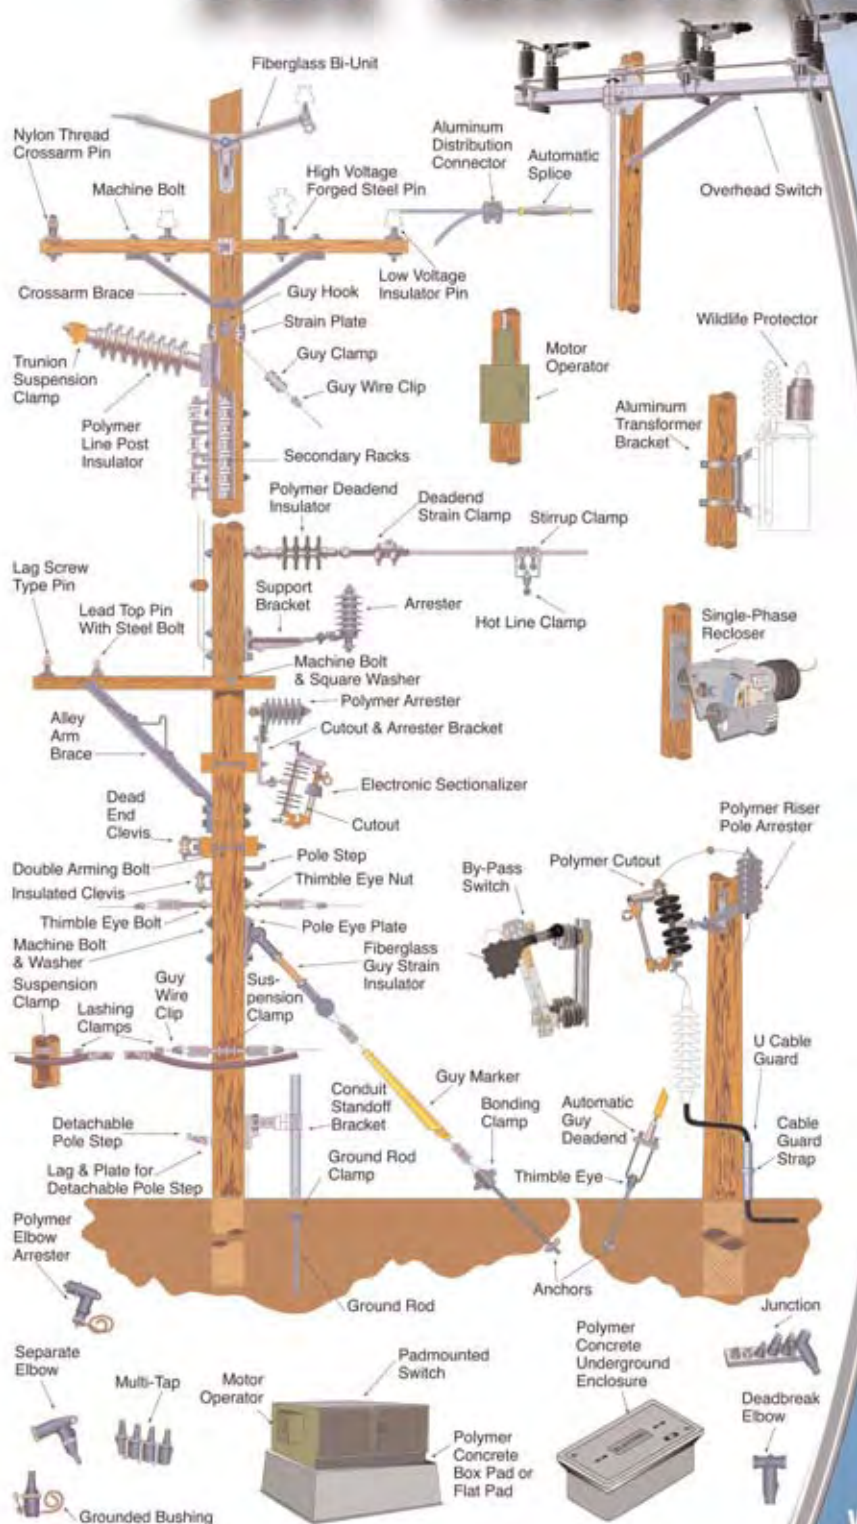 Fiberglass Bi-Unit
Nylon Thread
Crossarm Pin
Machine Bolt
High Voltage
Forged Steel Pin
Aluminum
Distribution
Connector
Automatic
Splice
Overhead Switch
Crossarm Brace
Guy Hook
Low Voltage
Insulator Pin
Strain Plate
Trunion
Suspension
Clamp
Guy Clamp
Guy Wire Clip
Polymer
Line Post
Insulator
Secondary Racks
Motor
Operator
Wildlife Protector
Aluminum
Transformer
Bracket
Polymer Deadend
Insulator
Deadend
Strain Clamp
Stirrup Clamp
Hot Line Clamp
Lag Screw
Type Pin
Lead Top Pin
With Steel Bolt
Support
Bracket
Arrester
Single-Phase
Recloser
Machine Bolt
& Square Washer
Polymer Arrester
Alley
Arm
Brace
Cutout & Arrester Bracket
Electronic Sectionalizer
Cutout
Dead
End
Clevis
Double Arming Bolt
Pole Step
Insulated Clevis
Thimble Eye Nut
Thimble Eye Bolt
Pole Eye Plate
Machine Bolt
& Washer
Fiberglass
Guy Strain
Insulator
By-Pass
Switch
Polymer Cutout
Polymer Riser
Pole Arrester
Suspension
Clamp
Lashing
Clamps
Guy
Wire
Clip
Sus-
pension
Clamp
Guy Marker
U Cable
Guard
Detachable
Pole Step
Conduit
Standoff
Bracket
Bonding
Clamp
Automatic
Guy
Deadend
Cable
Guard
Strap
Lag & Plate for
Detachable Pole Step
Ground Rod
Clamp
Thimble Eye
Polymer
Elbow
Arrester
Ground Rod
Anchors
Junction
Separate
Elbow
Multi-Tap
Motor
Operator
Padmounted
Switch
Polymer
Concrete
Underground
Enclosure
Deadbreak
Elbow
Polymer
Concrete
Box Pad or
Flat Pad
Grounded Bushing